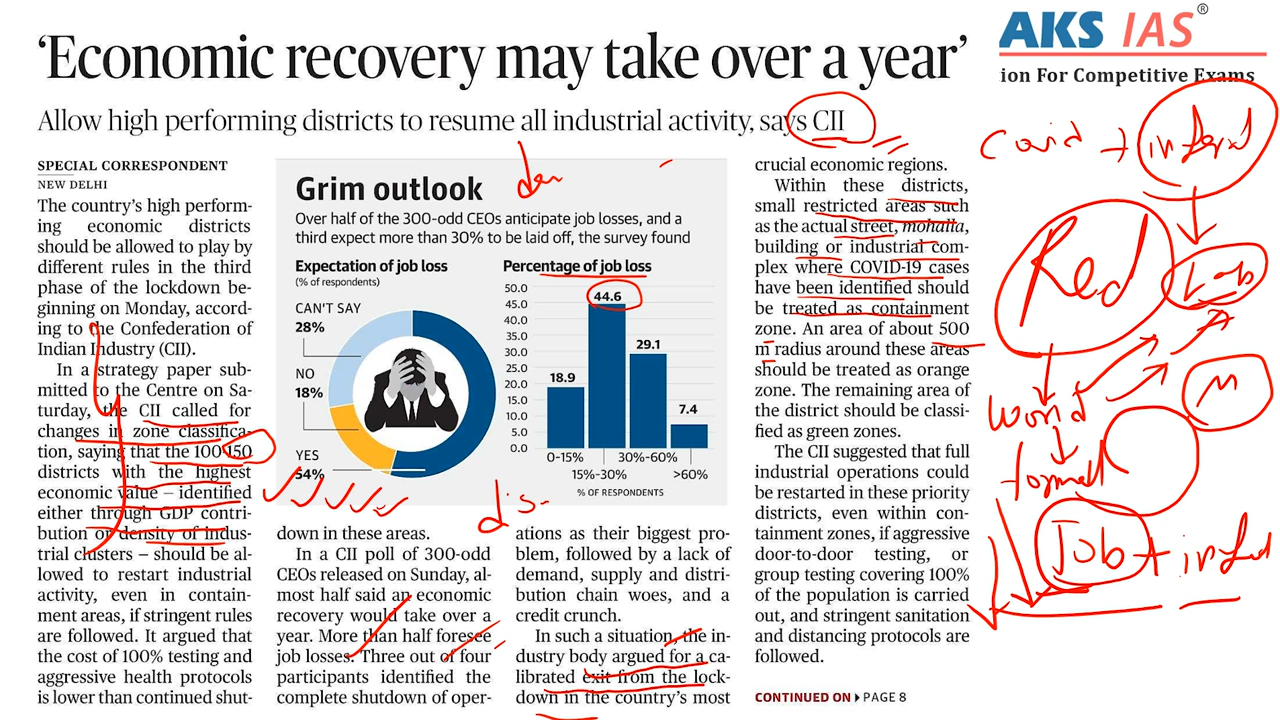 ‘Economic recovery may take over a year’
Allow high performing districts to resume all industrial activity, says CII
AKS IAS®
ion For Competitive Exams
SPECIAL CORRESPONDENT
NEW DELHI
The country's high perform-
ing economic districts
should be allowed to play by
different rules in the third
phase of the lockdown be-
ginning on Monday, accord-
ing to the Confederation of
Indian Industry (CII).
In a strategy paper sub-
mitted to the Centre on Sa-
turday, the CII called for
changes in zone classifica-
tion, saying that the 100-150
districts with the highest
economic value – identified
either through GDP contri-
bution or density of indus-
trial clusters – should be al-
lowed to restart industrial
activity, even in contain-
ment areas, if stringent rules
are followed. It argued that
the cost of 100% testing and
aggressive health protocols
is lower than continued shut-
Grim outlook
Over half of the 300-odd CEOs anticipate job losses, and a
third expect more than 30% to be laid off, the survey found
Expectation of job loss
(% of respondents)
CAN'T SAY
28%
NO
18%
YES
54%
Percentage of job loss
50.0
45.0
40.0
35.0
30.0
25.0
20.0
15.0
10.0
5.0
0.0
18.9
44.6
29.1
7.4
0-15%
15%-30%
30%-60%
>60%
% OF RESPONDENTS
down in these areas.
In a CII poll of 300-odd
CEOs released on Sunday, al-
most half said an economic
recovery would take over a
year. More than half foresee
job losses. Three out of four
participants identified the
complete shutdown of oper-
ations as their biggest pro-
blem, followed by a lack of
demand, supply and distri-
bution chain woes, and a
credit crunch.
In such a situation, the in-
dustry body argued for a ca-
librated exit from the lock-
down in the country's most
crucial economic regions.
Within these districts,
small restricted areas such
as the actual street, mohalla,
building or industrial com-
plex where COVID-19 cases
have been identified should
be treated as containment
zone. An area of about 500
m radius around these areas
should be treated as orange
zone. The remaining area of
the district should be classi-
fied as green zones.
The CII suggested that full
industrial operations could
be restarted in these priority
districts, even within con-
tainment zones, if aggressive
door-to-door testing, or
group testing covering 100%
of the population is carried
out, and stringent sanitation
and distancing protocols are
followed.
CONTINUED ON PAGE 8
Covid →
Red
Lab
M
Job +